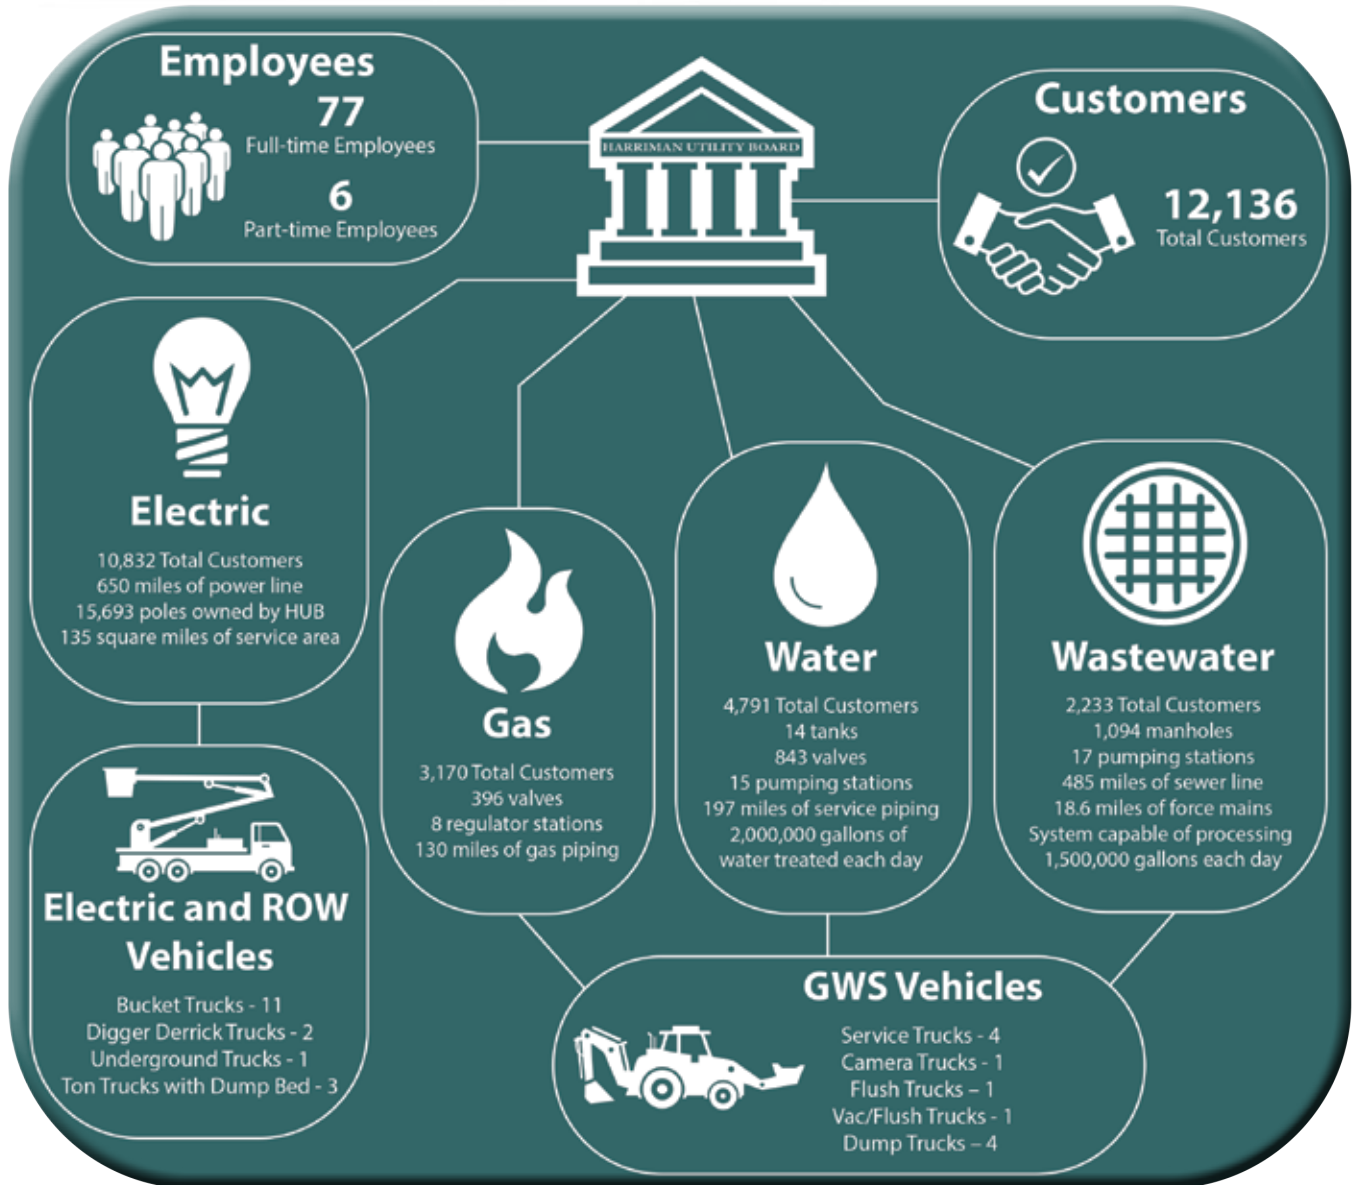 Employees
77
Full-time Employees
6
Part-time Employees
HARRIMAN UTILITY BOARD
Customers
12,136
Total Customers
Electric
10,832 Total Customers
650 miles of power line
15,693 poles owned by HUB
135 square miles of service area
Gas
3,170 Total Customers
396 valves
8 regulator stations
130 miles of gas piping
Water
4,791 Total Customers
14 tanks
843 valves
15 pumping stations
197 miles of service piping
2,000,000 gallons of
water treated each day
Wastewater
2,233 Total Customers
1,094 manholes
17 pumping stations
485 miles of sewer line
18.6 miles of force mains
System capable of processing
1,500,000 gallons each day
Electric and ROW
Vehicles
Bucket Trucks - 11
Digger Derrick Trucks - 2
Underground Trucks - 1
Ton Trucks with Dump Bed - 3
GWS Vehicles
Service Trucks - 4
Camera Trucks - 1
Flush Trucks – 1
Vac/Flush Trucks - 1
Dump Trucks – 4